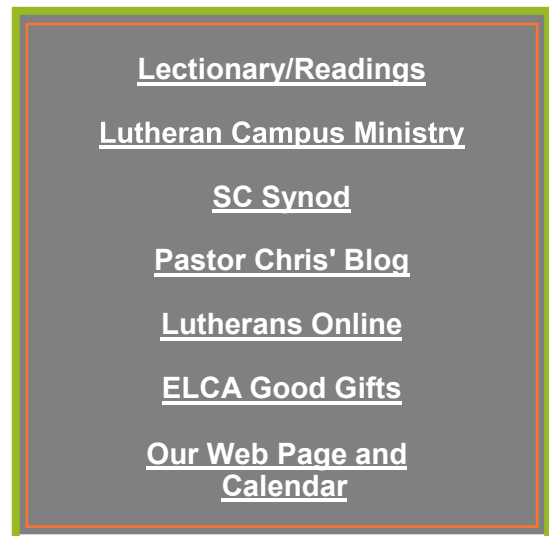 Lectionary/Readings
Lutheran Campus Ministry
SC Synod
Pastor Chris' Blog
Lutherans Online
ELCA Good Gifts
Our Web Page and
Calendar